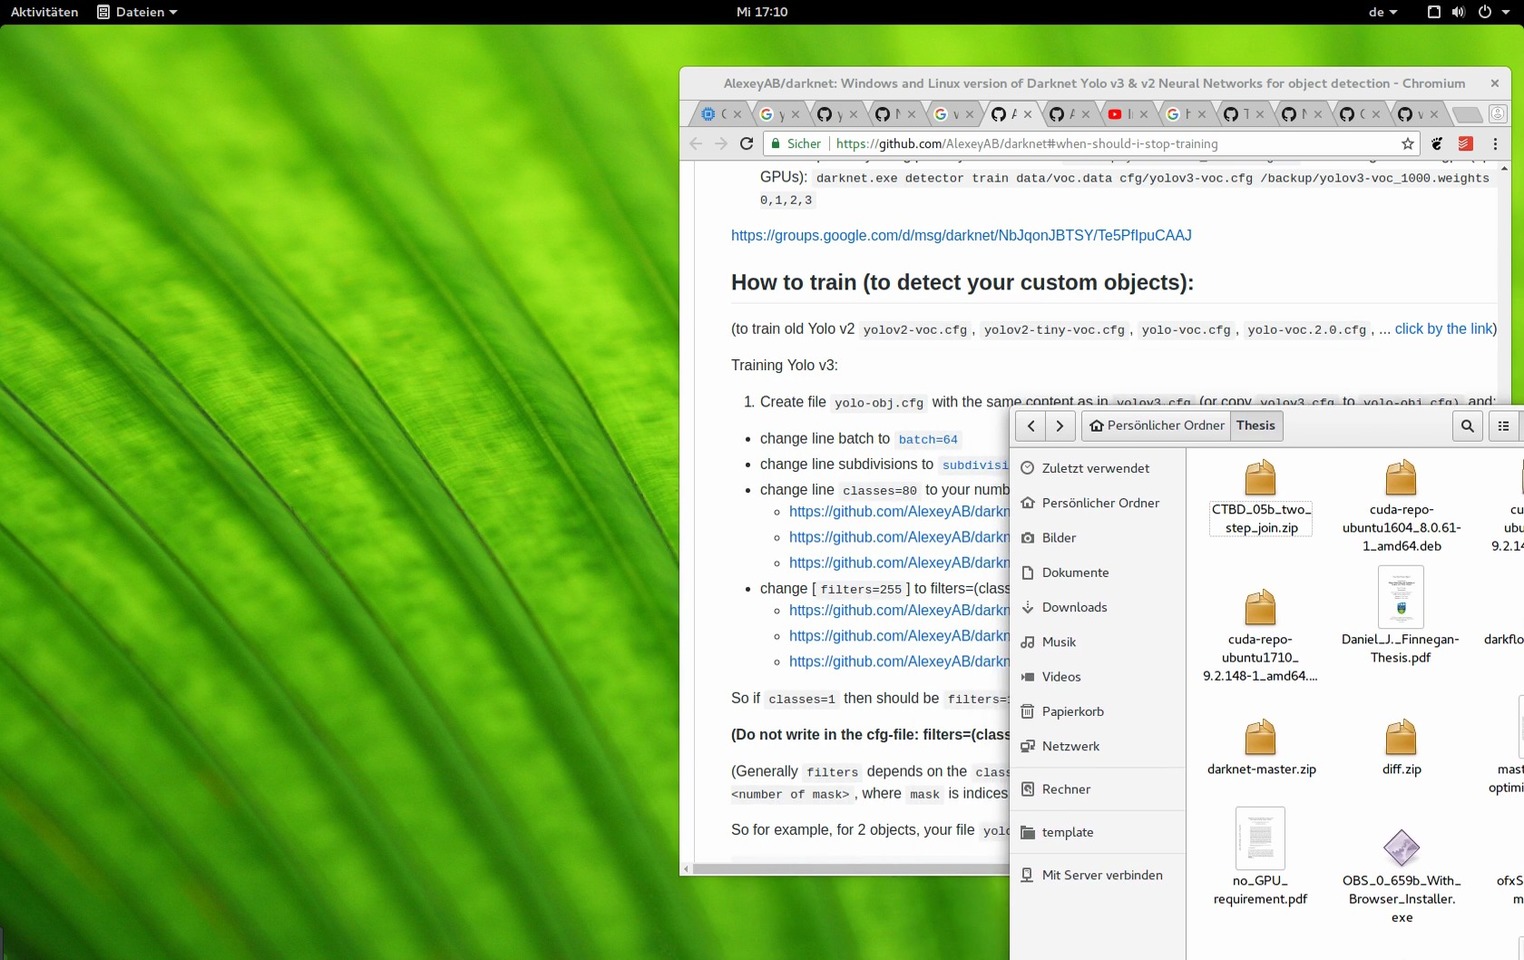 Aktivitäten Dateien Mi 17:10 de
AlexeyAB/darknet: Windows and Linux version of Darknet Yolo v3 & v2 Neural Networks for object detection - Chromium
Sicher https://github.com/AlexeyAB/darknet#when-should-i-stop-training
GPUs): darknet.exe detector train data/voc.data cfg/yolov3-voc.cfg /backup/yolov3-voc_1000.weights
0,1,2,3
https://groups.google.com/d/msg/darknet/NbJqonJBTSY/Te5PfIpuCAAJ
How to train (to detect your custom objects):
(to train old Yolo v2 yolov2-voc.cfg, yolov2-tiny-voc.cfg, yolo-voc.cfg, yolo-voc.2.0.cfg, ... click by the link)
Training Yolo v3:
1. Create file yolo-obj.cfg with the same content as in yolov3.cfg (or copy yolov3.cfg to yolo-obj.cfg) and:
• change line batch to batch=64
• change line subdivisions to subdivisi
• change line classes=80 to your numb
https://github.com/AlexeyAB/darkn
https://github.com/AlexeyAB/darkn
https://github.com/AlexeyAB/darkn
• change [filters=255] to filters=(class
https://github.com/AlexeyAB/darkn
https://github.com/AlexeyAB/darkn
https://github.com/AlexeyAB/darkn
So if classes=1 then should be filters=
(Do not write in the cfg-file: filters=(class
(Generally filters depends on the class
<number of mask>, where mask is indices
So for example, for 2 objects, your file yolo
Persönlicher Ordner Thesis
Zuletzt verwendet
Persönlicher Ordner
Bilder
Dokumente
Downloads
Musik
Videos
Papierkorb
Netzwerk
Rechner
template
Mit Server verbinden
CTBD_05b_two_
step_join.zip
cuda-repo-
ubuntu1604_8.0.61-
1_amd64.deb
cu
ubu
9.2.14
cuda-repo-
ubuntu1710_
9.2.148-1_amd64....
Daniel_J._Finnegan-
Thesis.pdf
darkflo
darknet-master.zip
diff.zip
mast
optimi
no_GPU_
requirement.pdf
OBS_0_659b_With_
Browser_Installer.
exe
ofxS
m